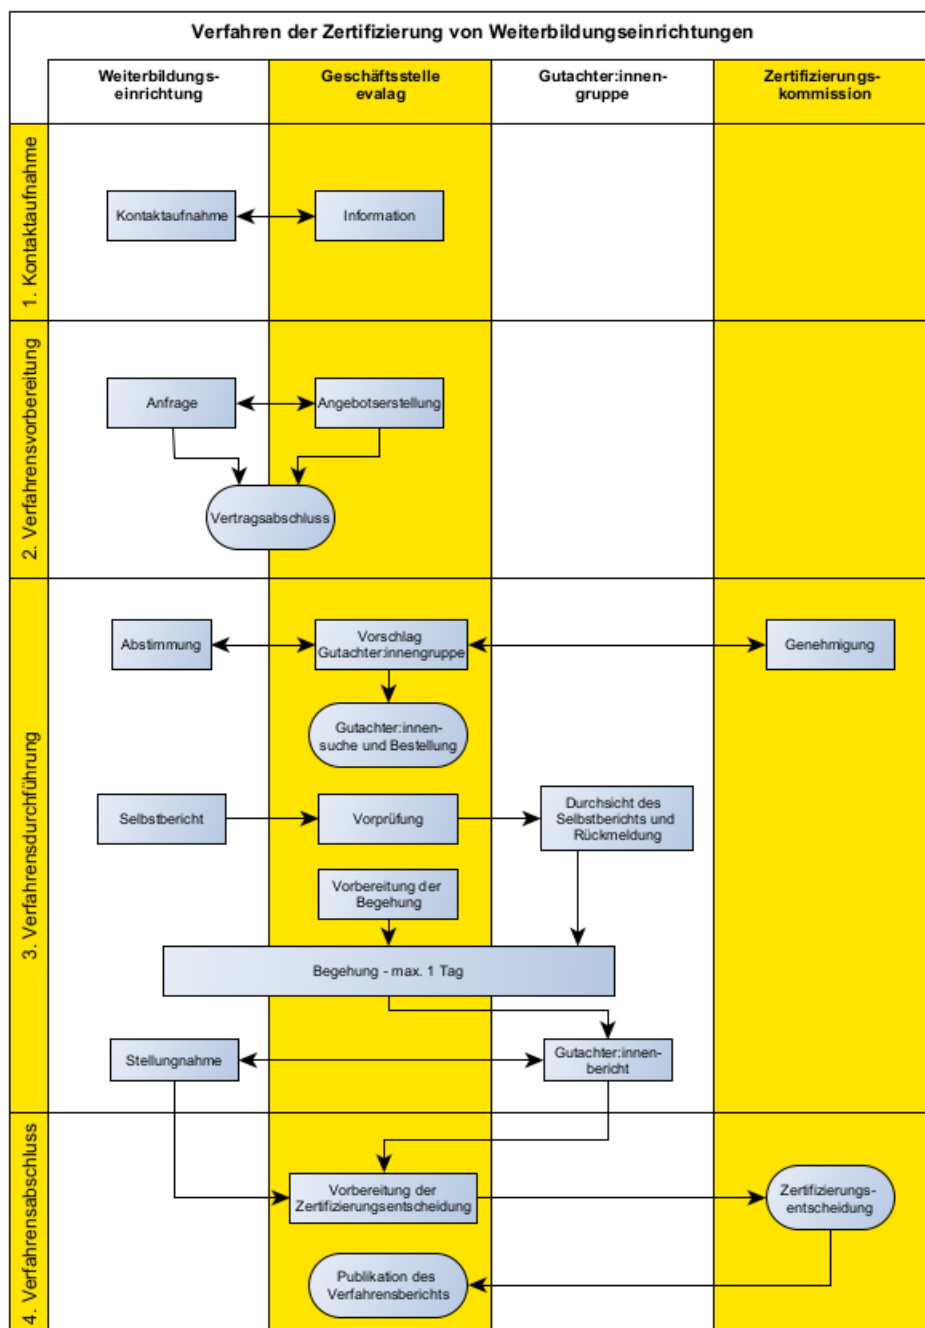 Verfahren der Zertifizierung von Weiterbildungseinrichtungen
Weiterbildungs-
einrichtung
Geschäftsstelle
evalag
Gutachter:innen-
gruppe
Zertifizierungs-
kommission
1. Kontaktaufnahme
Kontaktaufnahme
Information
2. Verfahrensvorbereitung
Anfrage
Angebotserstellung
Vertragsabschluss
3. Verfahrensdurchführung
Abstimmung
Vorschlag
Gutachter:innengruppe
Genehmigung
Gutachter:innen-
suche und Bestellung
Selbstbericht
Vorprüfung
Durchsicht des
Selbstberichts und
Rückmeldung
Vorbereitung der
Begehung
Begehung - max. 1 Tag
Stellungnahme
Gutachter:innen-
bericht
4. Verfahrensabschluss
Vorbereitung der
Zertifizierungsentscheidung
Zertifizierungs-
entscheidung
Publikation des
Verfahrensberichts